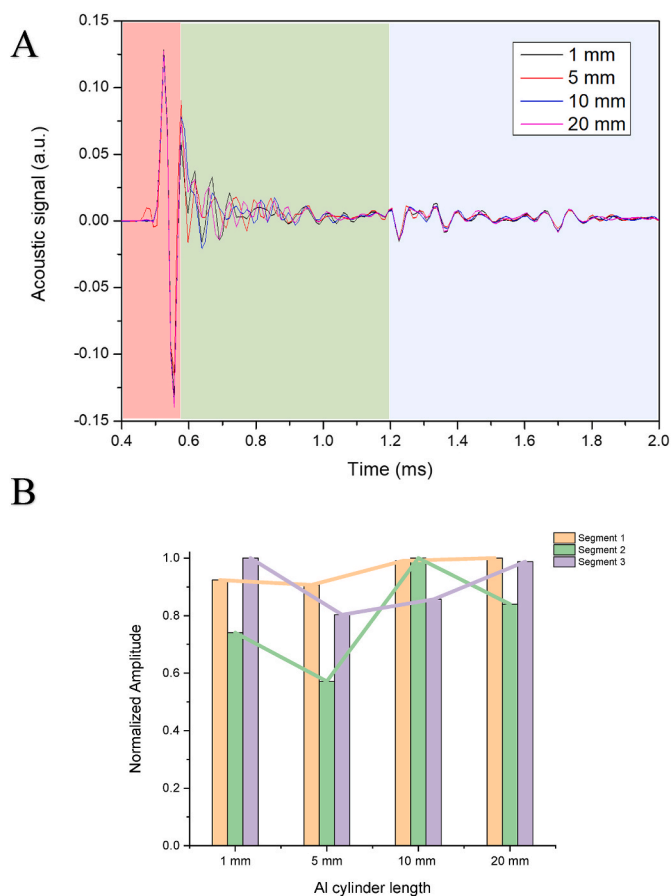 A
0.15
0.10
0.05
0.00
-0.05
-0.10
-0.15
Acoustic signal (a.u.)
1 mm
5 mm
10 mm
20 mm
0.4 0.6 0.8 1.0 1.2 1.4 1.6 1.8 2.0
Time (ms)
B
Segment 1
Segment 2
Segment 3
1.0
0.8
0.6
0.4
0.2
0.0
Normalized Amplitude
1 mm 5 mm 10 mm 20 mm
Al cylinder length